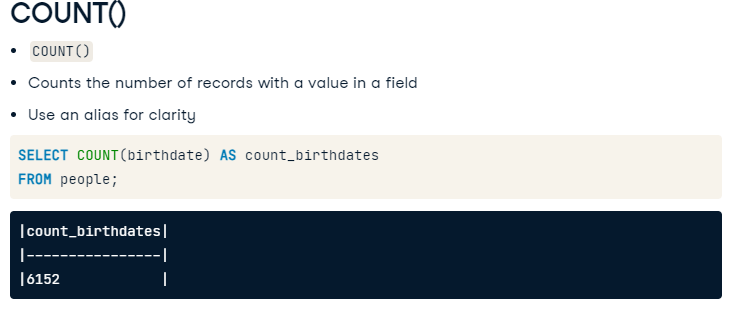 COUNT()
• COUNT()
• Counts the number of records with a value in a field
• Use an alias for clarity
SELECT COUNT(birthdate) AS count_birthdates
FROM people;
|count_birthdates|
|----------------|
|6152            |